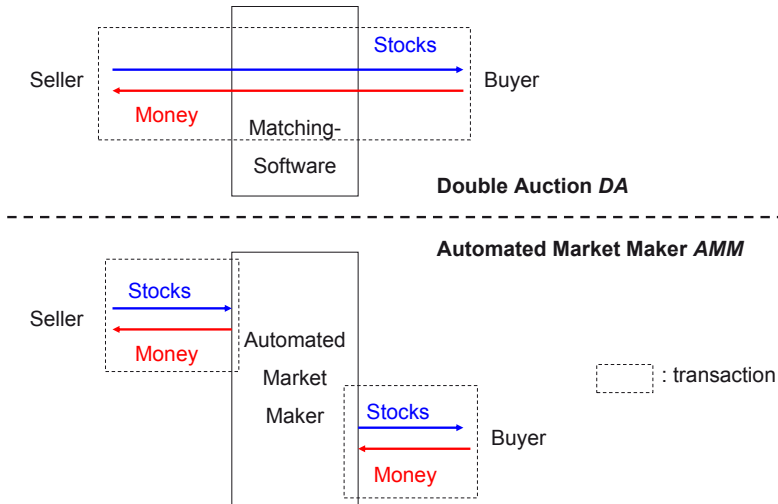 Stocks
Seller
Buyer
Money
Matching-
Software
Double Auction DA
Automated Market Maker AMM
Stocks
Seller
Money
Automated
Market
Maker
: transaction
Stocks
Buyer
Money